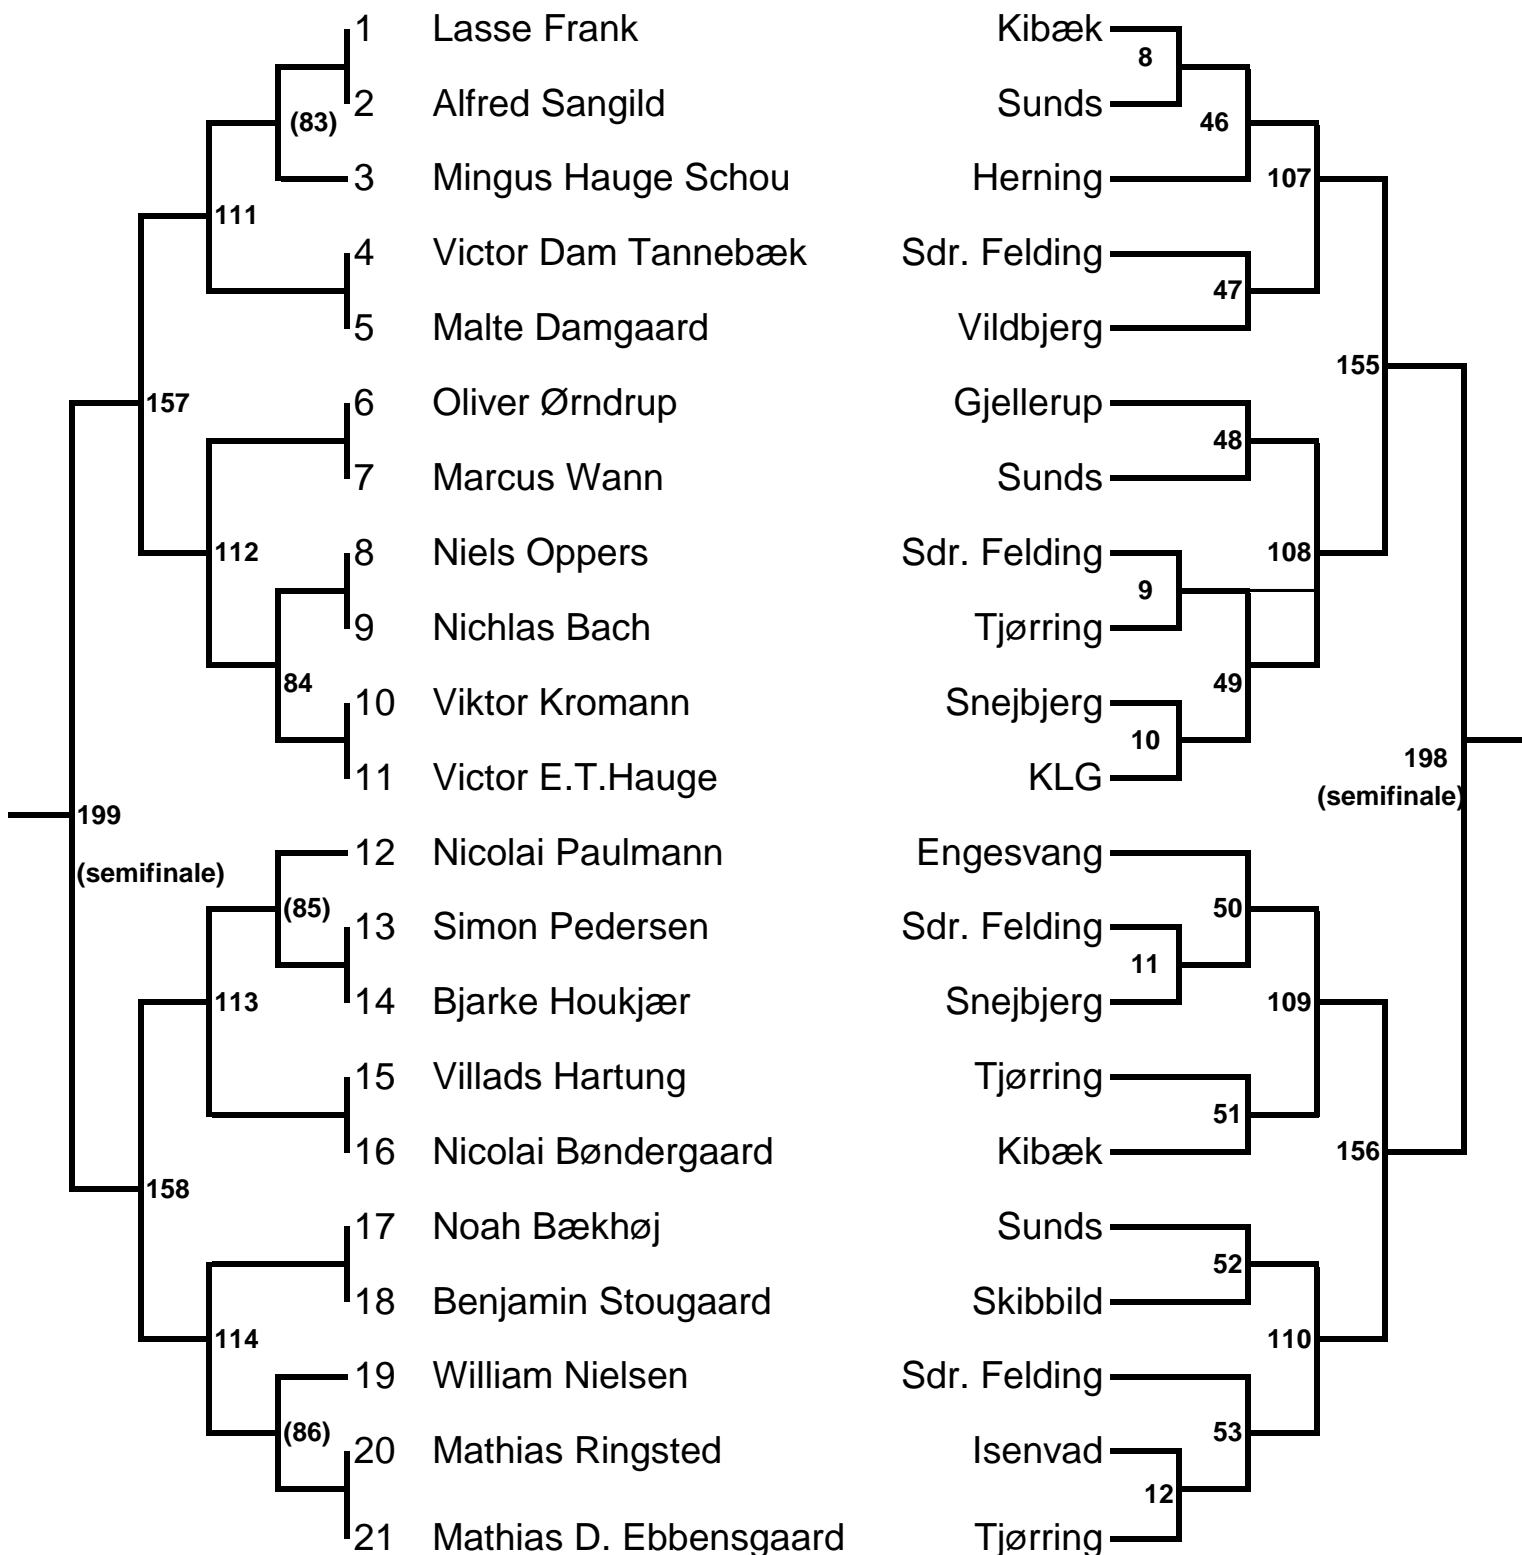 1 Lasse Frank Kibæk
8
2 Alfred Sangild Sunds
(83) 46
3 Mingus Hauge Schou Herning 107
111
4 Victor Dam Tannebæk Sdr. Felding
47
5 Malte Damgaard Vildbjerg
155
157 6 Oliver Ørndrup Gjellerup
48
7 Marcus Wann Sunds
112 8 Niels Oppers Sdr. Felding 108
9
9 Nichlas Bach Tjørring
84 49
10 Viktor Kromann Snejbjerg
10
11 Victor E.T.Hauge KLG
198
(semifinale)
199
12 Nicolai Paulmann Engesvang
(semifinale)
(85) 50
13 Simon Pedersen Sdr. Felding
11
113 14 Bjarke Houkjær Snejbjerg 109
15 Villads Hartung Tjørring
51
16 Nicolai Bøndergaard Kibæk 156
158
17 Noah Bækhøj Sunds
52
18 Benjamin Stougaard Skibbild
114 110
19 William Nielsen Sdr. Felding
(86) 53
20 Mathias Ringsted Isenvad
12
21 Mathias D. Ebbensgaard Tjørring